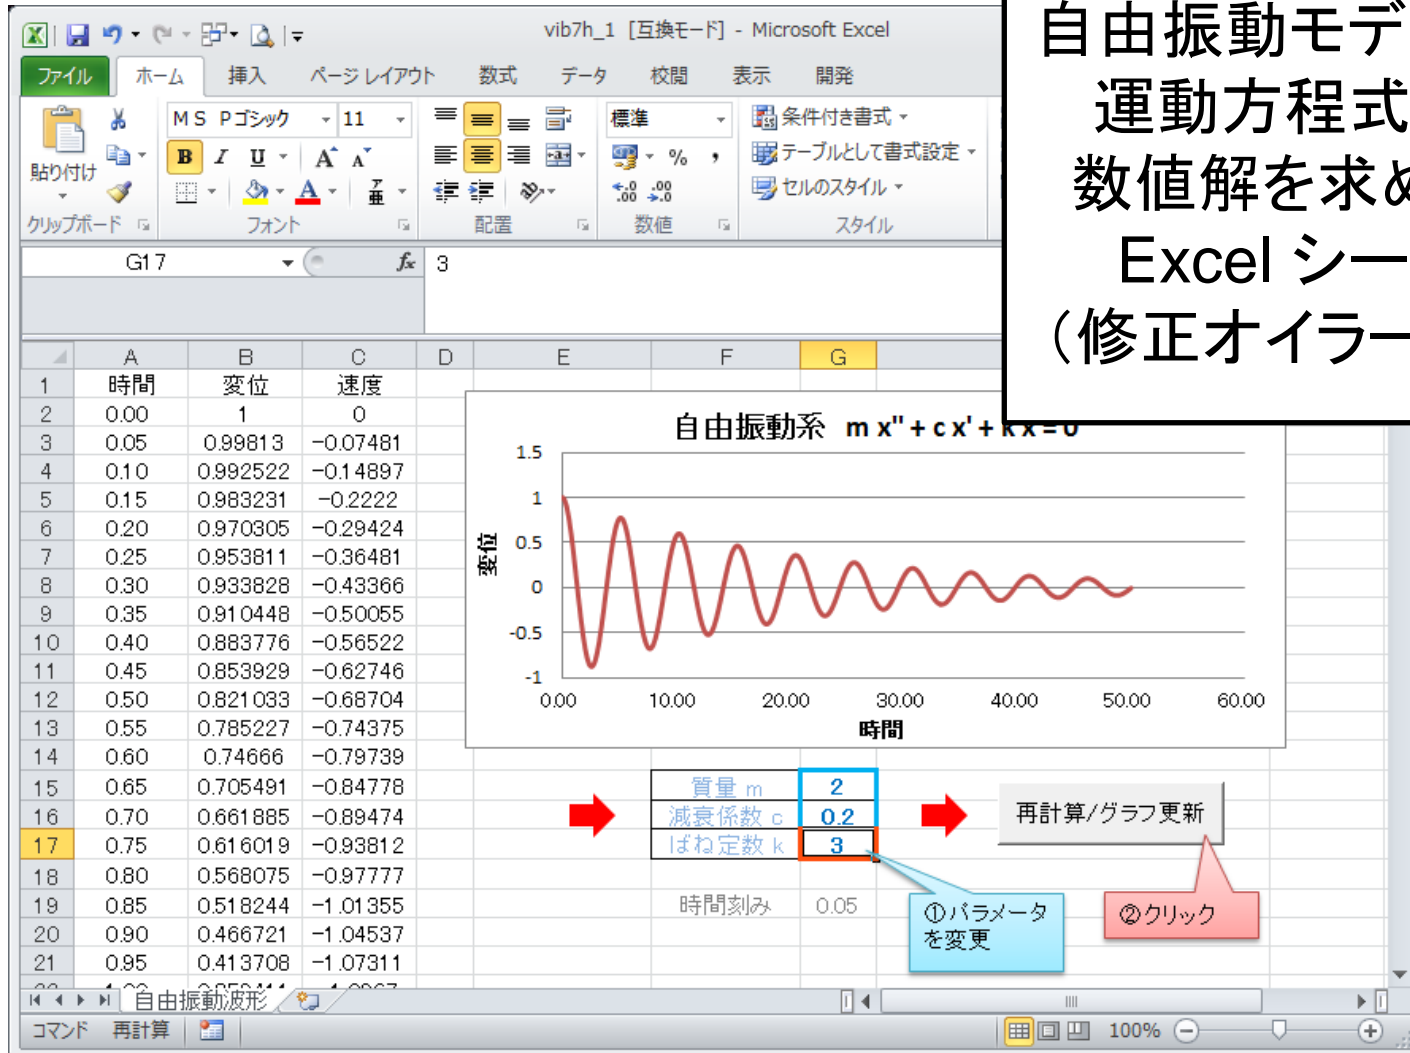 vib7h_1 [互換モード] - Microsoft Excel
ファイル ホーム 挿入 ページ レイアウト 数式 データ 校閲 表示 開発
貼り付け
クリップボード
ＭＳ Ｐゴシック 11
B I U A A
フォント
配置
標準
% ,
数値
条件付き書式
テーブルとして書式設定
セルのスタイル
スタイル
自由振動モデ
運動方程式
数値解を求め
Excel シー
（修正オイラー
G17 fx 3
A B C D E F G
1 時間 変位 速度
2 0.00 1 0
3 0.05 0.99813 -0.07481
4 0.10 0.992522 -0.14897
5 0.15 0.983231 -0.2222
6 0.20 0.970305 -0.29424
7 0.25 0.953811 -0.36481
8 0.30 0.933828 -0.43366
9 0.35 0.910448 -0.50055
10 0.40 0.883776 -0.56522
11 0.45 0.853929 -0.62746
12 0.50 0.821033 -0.68704
13 0.55 0.785227 -0.74375
14 0.60 0.74666 -0.79739
15 0.65 0.705491 -0.84778
16 0.70 0.661885 -0.89474
17 0.75 0.616019 -0.93812
18 0.80 0.568075 -0.97777
19 0.85 0.518244 -1.01355
20 0.90 0.466721 -1.04537
21 0.95 0.413708 -1.07311
自由振動系 m x" + c x' + k x = 0
1.5
1
0.5
0
-0.5
-1
変位
0.00 10.00 20.00 30.00 40.00 50.00 60.00
時間
質量 m 2
減衰係数 c 0.2
ばね定数 k 3
時間刻み 0.05
再計算/グラフ更新
①パラメータ
を変更
②クリック
自由振動波形
コマンド 再計算 100%